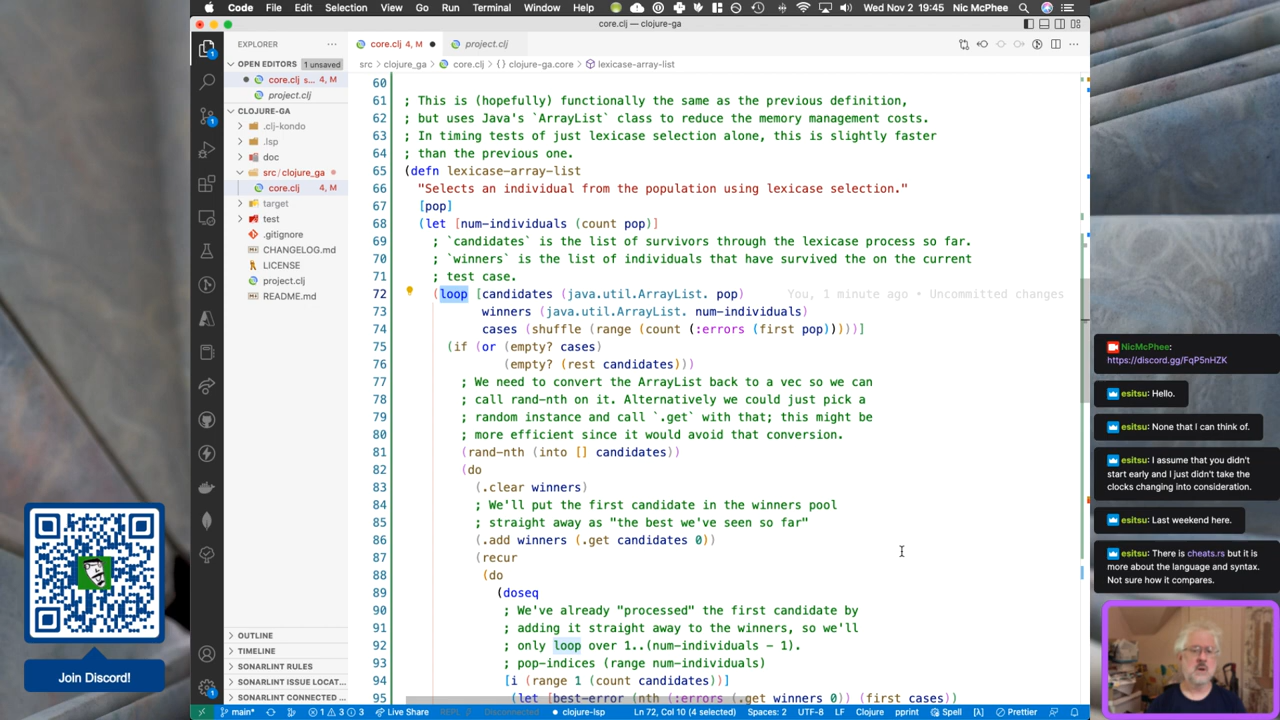 Code File Edit Selection View Go Run Terminal Window Help
Wed Nov 2 19:45 Nic McPhee
core.clj — clojure-ga
EXPLORER
core.clj 4, M
project.clj
OPEN EDITORS 1 unsaved
core.clj s... 4, M
project.clj
CLOJURE-GA
.clj-kondo
.lsp
doc
src/clojure_ga
core.clj 4, M
target
test
.gitignore
CHANGELOG.md
LICENSE
project.clj
README.md
OUTLINE
TIMELINE
SONARLINT RULES
SONARLINT ISSUE LOCAT...
SONARLINT CONNECTED ...
src > clojure_ga > core.clj > {} clojure-ga.core > lexicase-array-list
60
61 ; This is (hopefully) functionally the same as the previous definition,
62 ; but uses Java's `ArrayList` class to reduce the memory management costs.
63 ; In timing tests of just lexicase selection alone, this is slightly faster
64 ; than the previous one.
65 (defn lexicase-array-list
66 "Selects an individual from the population using lexicase selection."
67 [pop]
68 (let [num-individuals (count pop)]
69 ; `candidates` is the list of survivors through the lexicase process so far.
70 ; `winners` is the list of individuals that have survived the on the current
71 ; test case.
72 (loop [candidates (java.util.ArrayList. pop) You, 1 minute ago • Uncommitted changes
73 winners (java.util.ArrayList. num-individuals)
74 cases (shuffle (range (count (:errors (first pop)))))]
75 (if (or (empty? cases)
76 (empty? (rest candidates)))
77 ; We need to convert the ArrayList back to a vec so we can
78 ; call rand-nth on it. Alternatively we could just pick a
79 ; random instance and call `.get` with that; this might be
80 ; more efficient since it would avoid that conversion.
81 (rand-nth (into [] candidates))
82 (do
83 (.clear winners)
84 ; We'll put the first candidate in the winners pool
85 ; straight away as "the best we've seen so far"
86 (.add winners (.get candidates 0))
87 (recur
88 (do
89 (doseq
90 ; We've already "processed" the first candidate by
91 ; adding it straight away to the winners, so we'll
92 ; only loop over 1..(num-individuals - 1).
93 ; pop-indices (range num-individuals)
94 [i (range 1 (count candidates))]
95 (let [best-error (nth (:errors (.get winners 0)) (first cases))
main* 1 3 3 Live Share REPL Disconnected clojure-lsp Ln 72, Col 10 (4 selected) Spaces: 2 UTF-8 LF Clojure pprint Spell [λ] Prettier
Join Discord!
NicMcPhee:
https://discord.gg/FqP5nHZK
esitsu: Hello.
esitsu: None that I can think of.
esitsu: I assume that you didn't
start early and I just didn't take the
clocks changing into consideration.
esitsu: Last weekend here.
esitsu: There is cheats.rs but it is
more about the language and syntax.
Not sure how it compares.